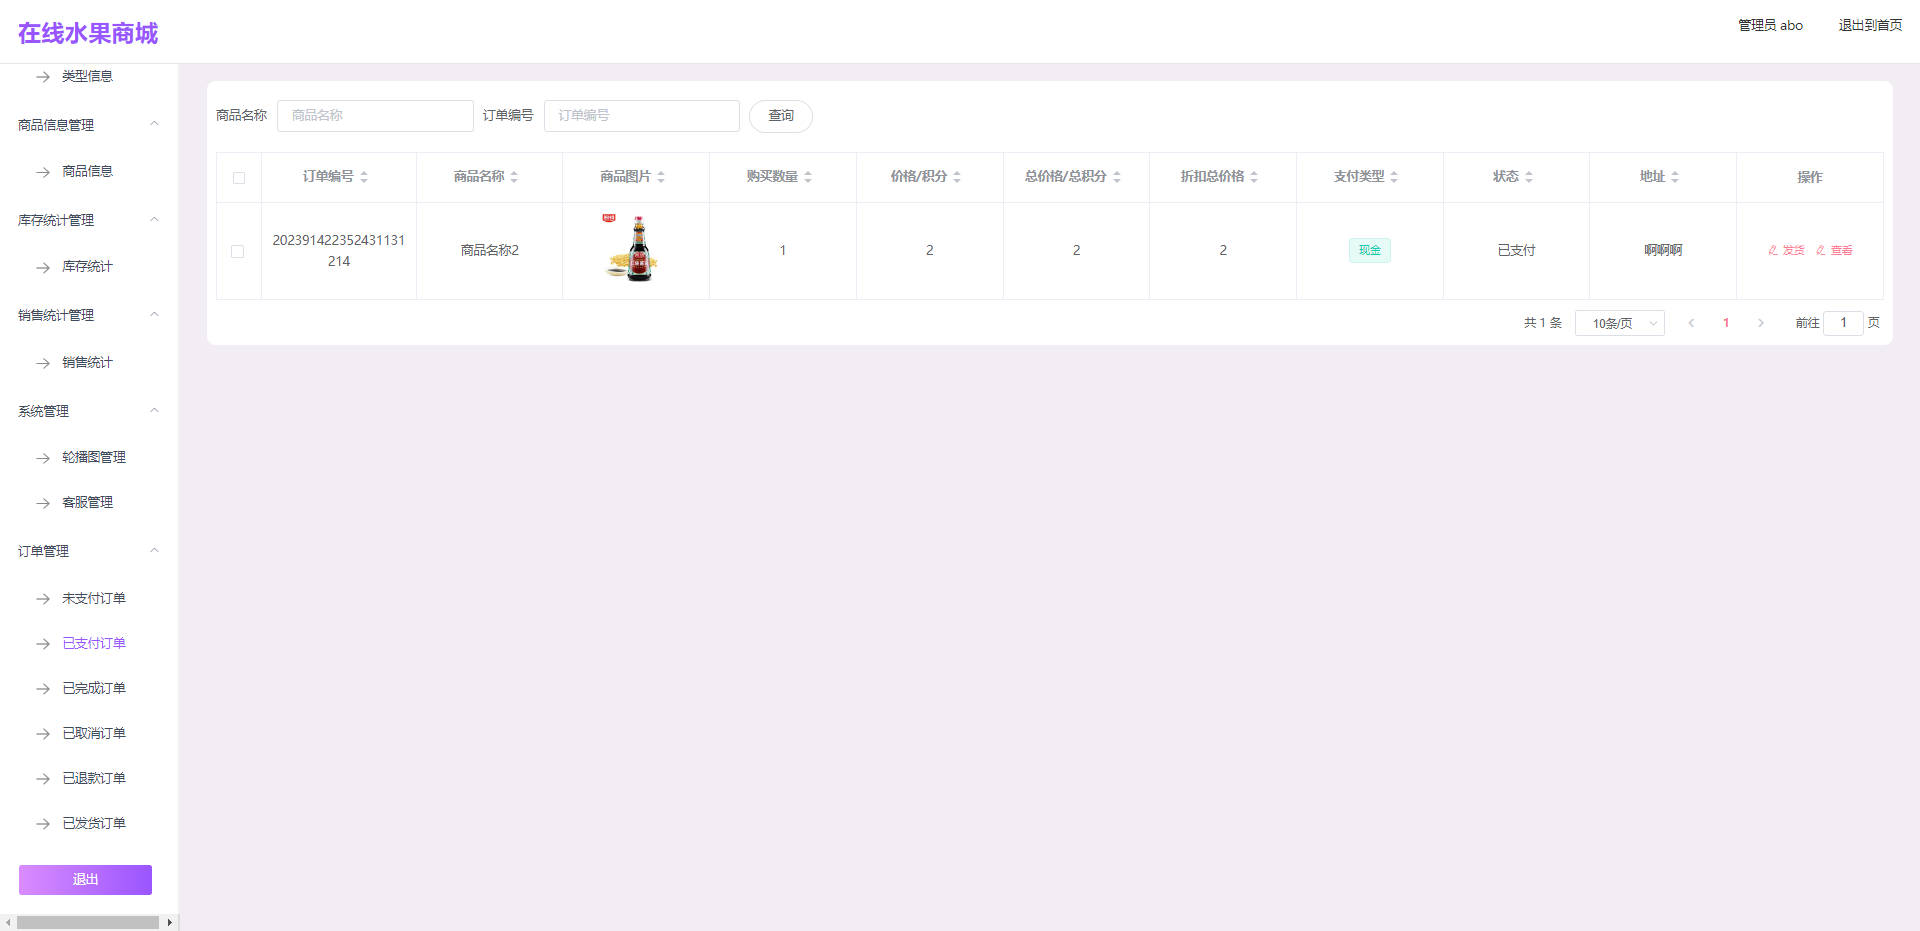 在线水果商城
管理员 abo
退出到首页
类型信息
商品信息管理
商品信息
库存统计管理
库存统计
销售统计管理
销售统计
系统管理
轮播图管理
客服管理
订单管理
未支付订单
已支付订单
已完成订单
已取消订单
已退款订单
已发货订单
退出
商品名称 商品名称 订单编号 订单编号 查询
订单编号 商品名称 商品图片 购买数量 价格/积分 总价格/总积分 折扣总价格 支付类型 状态 地址 操作
202391422352431131
214
商品名称2 1 2 2 2 现金 已支付 啊啊啊 发货 查看
共 1 条 10条/页 1 前往 1 页